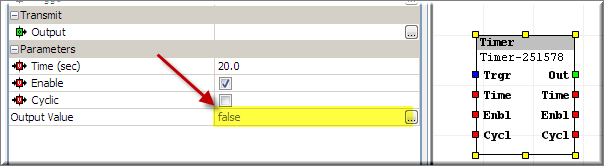 Transmit
Output
...
Parameters
Time (sec) 20.0
Enable
Cyclic
Output Value false ...
Timer
Timer-251578
Trgr Out
Time Time
Enbl Enbl
Cycl Cycl